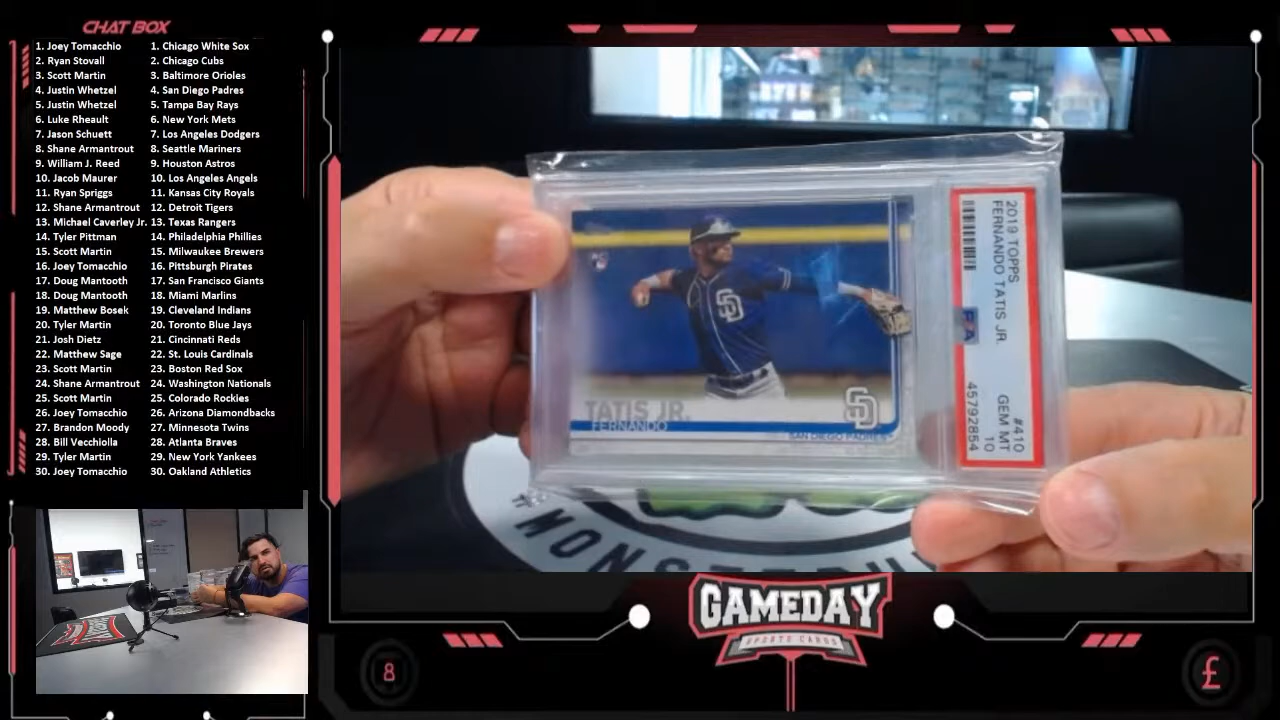 CHAT BOX
1. Joey Tomacchio 1. Chicago White Sox
2. Ryan Stovall 2. Chicago Cubs
3. Scott Martin 3. Baltimore Orioles
4. Justin Whetzel 4. San Diego Padres
5. Justin Whetzel 5. Tampa Bay Rays
6. Luke Rheault 6. New York Mets
7. Jason Schuett 7. Los Angeles Dodgers
8. Shane Armantrout 8. Seattle Mariners
9. William J. Reed 9. Houston Astros
10. Jacob Maurer 10. Los Angeles Angels
11. Ryan Spriggs 11. Kansas City Royals
12. Shane Armantrout 12. Detroit Tigers
13. Michael Caverley Jr. 13. Texas Rangers
14. Tyler Pittman 14. Philadelphia Phillies
15. Scott Martin 15. Milwaukee Brewers
16. Joey Tomacchio 16. Pittsburgh Pirates
17. Doug Mantooth 17. San Francisco Giants
18. Doug Mantooth 18. Miami Marlins
19. Matthew Bosek 19. Cleveland Indians
20. Tyler Martin 20. Toronto Blue Jays
21. Josh Dietz 21. Cincinnati Reds
22. Matthew Sage 22. St. Louis Cardinals
23. Scott Martin 23. Boston Red Sox
24. Shane Armantrout 24. Washington Nationals
25. Scott Martin 25. Colorado Rockies
26. Joey Tomacchio 26. Arizona Diamondbacks
27. Brandon Moody 27. Minnesota Twins
28. Bill Vecchiolla 28. Atlanta Braves
29. Tyler Martin 29. New York Yankees
30. Joey Tomacchio 30. Oakland Athletics
SD
TATIS JR.
FERNANDO
SD
SAN DIEGO PADRES
2019 TOPPS #410
FERNANDO TATIS JR. GEM MT
10
PSA 45792854
GAMEDAY
SPORTS CARDS
8
£